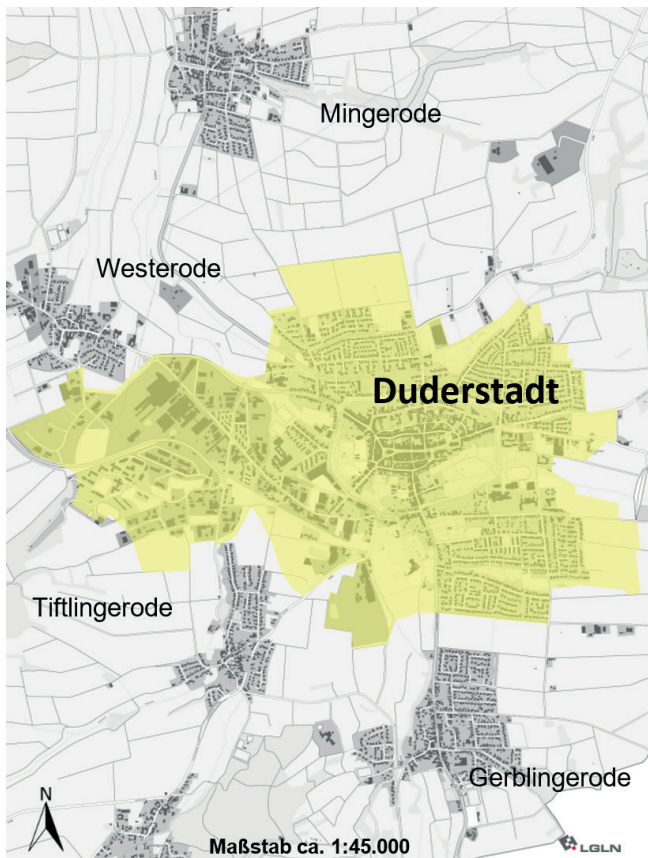 Mingerode
Westerode
Duderstadt
Tiftlingerode
Gerblingerode
N
Maßstab ca. 1:45.000
LGLN